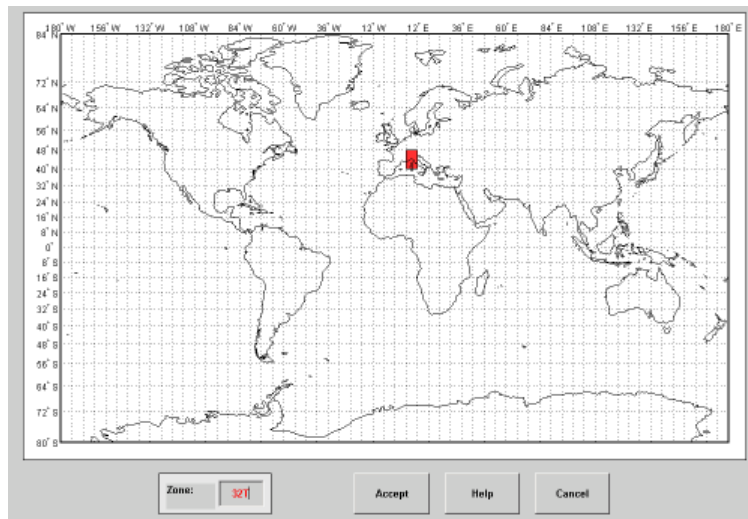 180° W 156° W 132° W 108° W 84° W 60° W 36° W 12° W 12° E 36° E 60° E 84° E 108° E 132° E 156° E 180° E
84° N
72° N
64° N
56° N
48° N
40° N
32° N
24° N
16° N
8° N
0°
8° S
16° S
24° S
32° S
40° S
48° S
56° S
64° S
72° S
80° S
Zone: 32T
Accept Help Cancel